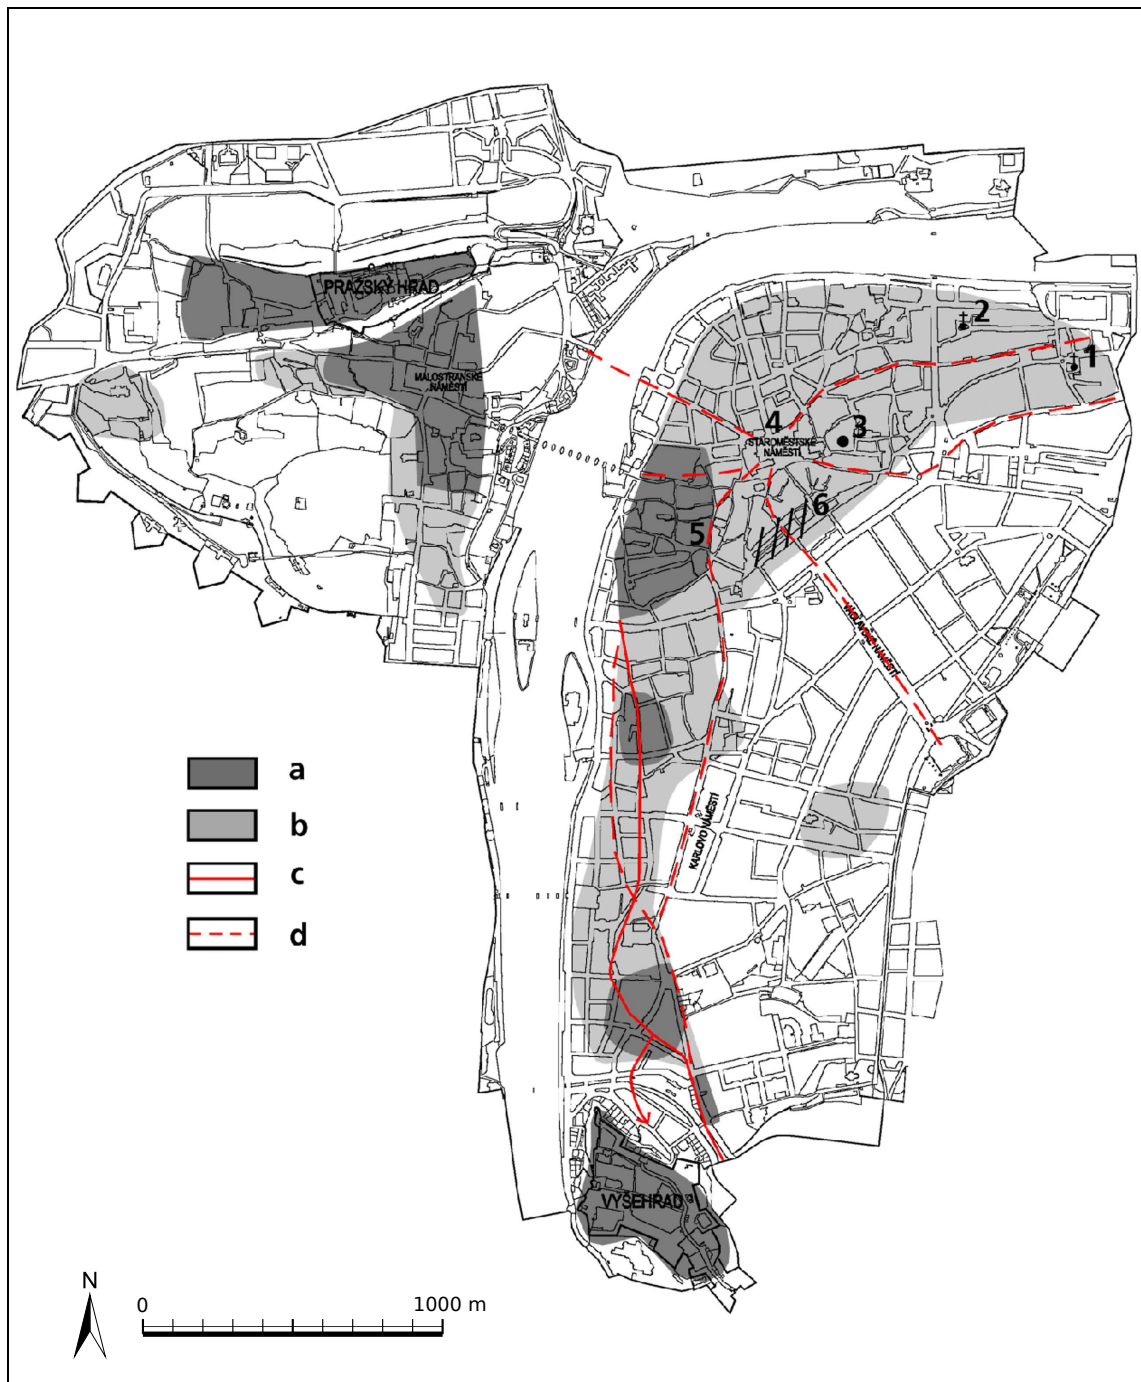 PRAŽSKÝ HRAD
MALOSTRANSKÉ
NÁMĚSTÍ
2
1
4
3
STAROMĚSTSKÉ
NÁMĚSTÍ
6
5
VÁCLAVSKÉ NÁMĚSTÍ
a
b
KARLOVO NÁMĚSTÍ
c
d
VYŠEHRAD
N
0
1000 m